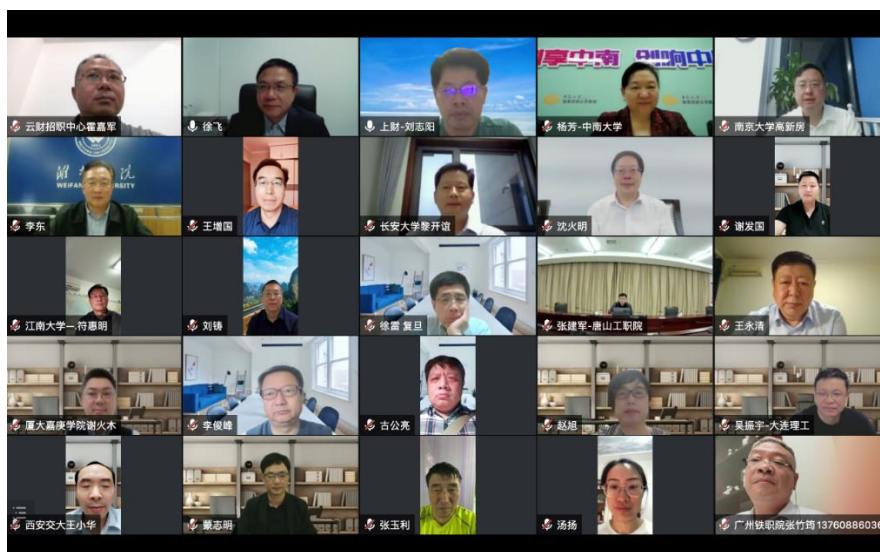 云财招职中心霍嘉军
徐飞
上财-刘志阳
杨芳-中南大学
南京大学高新房
WEIFANG UNIVERSITY
李东
王增国
长安大学黎开谊
沈火明
谢发国
江南大学—符惠明
刘铸
徐雷 复旦
张建军-唐山工职院
王永清
厦大嘉庚学院谢火木
李俊峰
古公亮
赵旭
吴振宇-大连理工
西安交大王小华
蒙志明
张玉利
汤扬
广州铁职院张竹筠13760886036